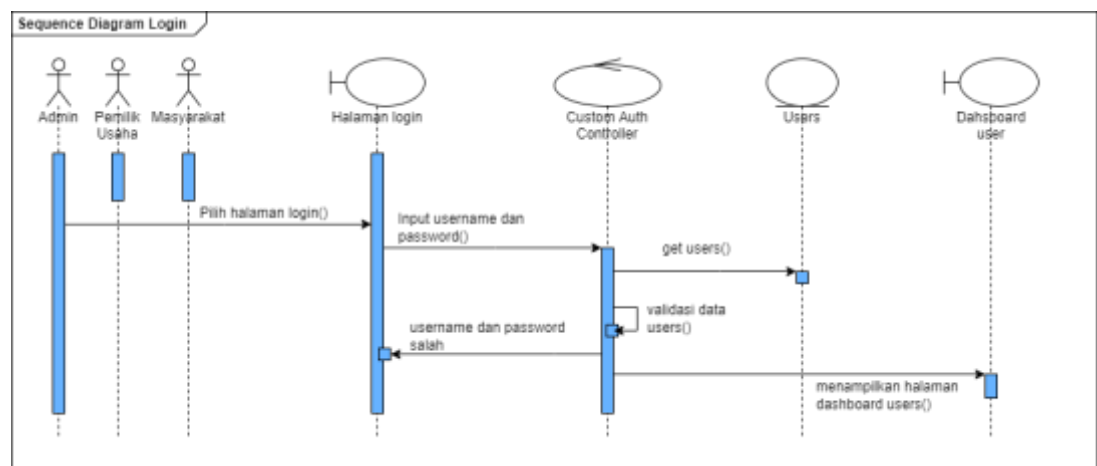 Sequence Diagram Login
Admin
Pemilik
Usaha
Masyarakat
Halaman login
Custom Auth
Controller
Users
Dahsboard
user
Pilih halaman login()
Input username dan
password()
get users()
validasi data
users()
username dan password
salah
menampilkan halaman
dashboard users()